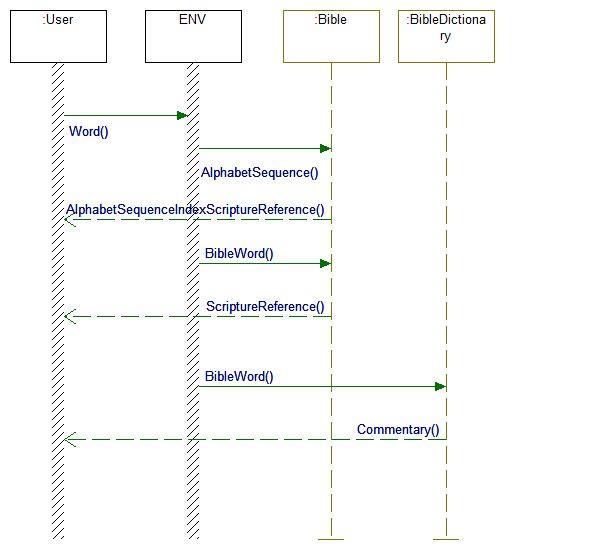 :User
ENV
:Bible
:BibleDictiona
ry
Word()
AlphabetSequence()
AlphabetSequenceIndexScriptureReference()
BibleWord()
ScriptureReference()
BibleWord()
Commentary()